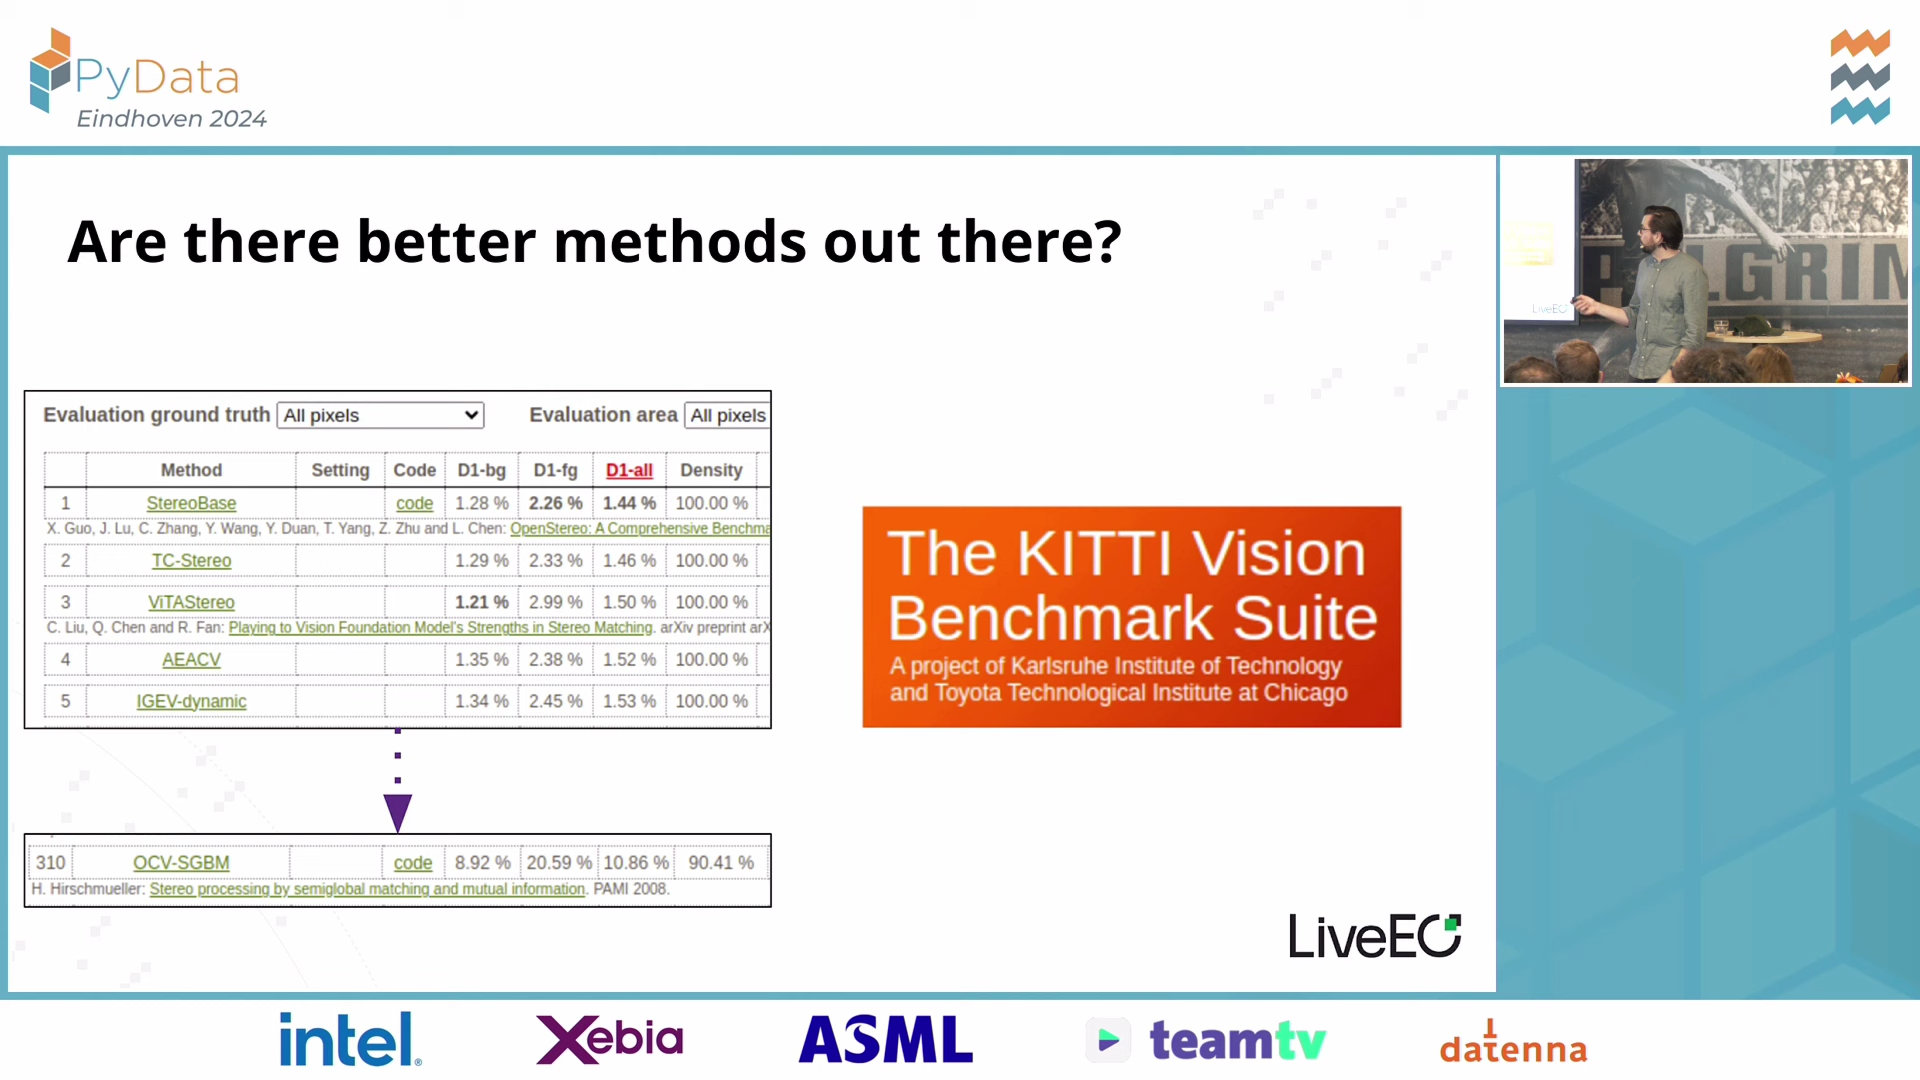 PyData
Eindhoven 2024
Are there better methods out there?
Evaluation ground truth All pixels Evaluation area All pixels
Method Setting Code D1-bg D1-fg D1-all Density
1 StereoBase code 1.28 % 2.26 % 1.44 % 100.00 %
X. Guo, J. Lu, C. Zhang, Y. Wang, Y. Duan, T. Yang, Z. Zhu and L. Chen: OpenStereo: A Comprehensive Benchma
2 TC-Stereo 1.29 % 2.33 % 1.46 % 100.00 %
3 ViTAStereo 1.21 % 2.99 % 1.50 % 100.00 %
C. Liu, Q. Chen and R. Fan: Playing to Vision Foundation Model's Strengths in Stereo Matching. arXiv preprint arX
4 AEACV 1.35 % 2.38 % 1.52 % 100.00 %
5 IGEV-dynamic 1.34 % 2.45 % 1.53 % 100.00 %
310 OCV-SGBM code 8.92 % 20.59 % 10.86 % 90.41 %
H. Hirschmueller: Stereo processing by semiglobal matching and mutual information. PAMI 2008.
The KITTI Vision
Benchmark Suite
A project of Karlsruhe Institute of Technology
and Toyota Technological Institute at Chicago
LiveEO
LiveEO
intel.
Xebia
ASML
teamtv
datenna